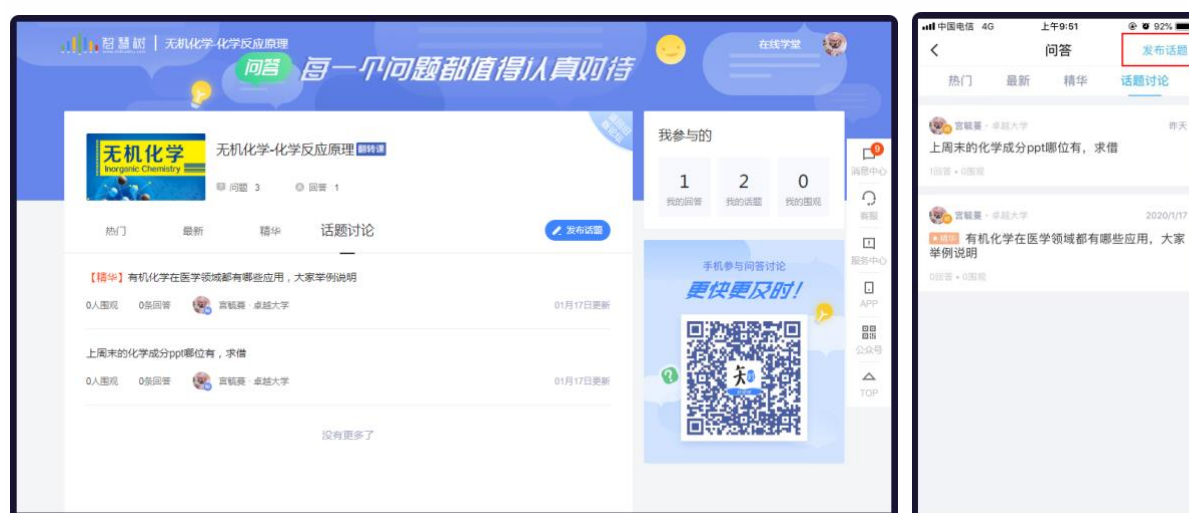 智慧树 | 无机化学-化学反应原理
在线学堂
问答 每一个问题都值得认真对待
无机化学
Inorganic Chemistry
无机化学-化学反应原理 翻转课
问题 3 回答 1
热门 最新 精华 话题讨论 发布话题
【精华】有机化学在医学领域都有哪些应用，大家举例说明
0人围观 0条回答 宫毓蔓 · 卓越大学 01月17日更新
上周末的化学成分ppt哪位有，求借
0人围观 0条回答 宫毓蔓 · 卓越大学 01月17日更新
没有更多了
我参与的
1 2 0
我的回答 我的话题 我的围观
手机参与问答讨论
更快更及时!
知
9
消息中心
客服
服务中心
APP
公众号
TOP
中国电信 4G 上午9:51 92%
问答 发布话题
热门 最新 精华 话题讨论
宫毓蔓 · 卓越大学 昨天
上周末的化学成分ppt哪位有，求借
1回答 • 0围观
宫毓蔓 · 卓越大学 2020/1/17
精华 有机化学在医学领域都有哪些应用，大家
举例说明
0回答 • 0围观